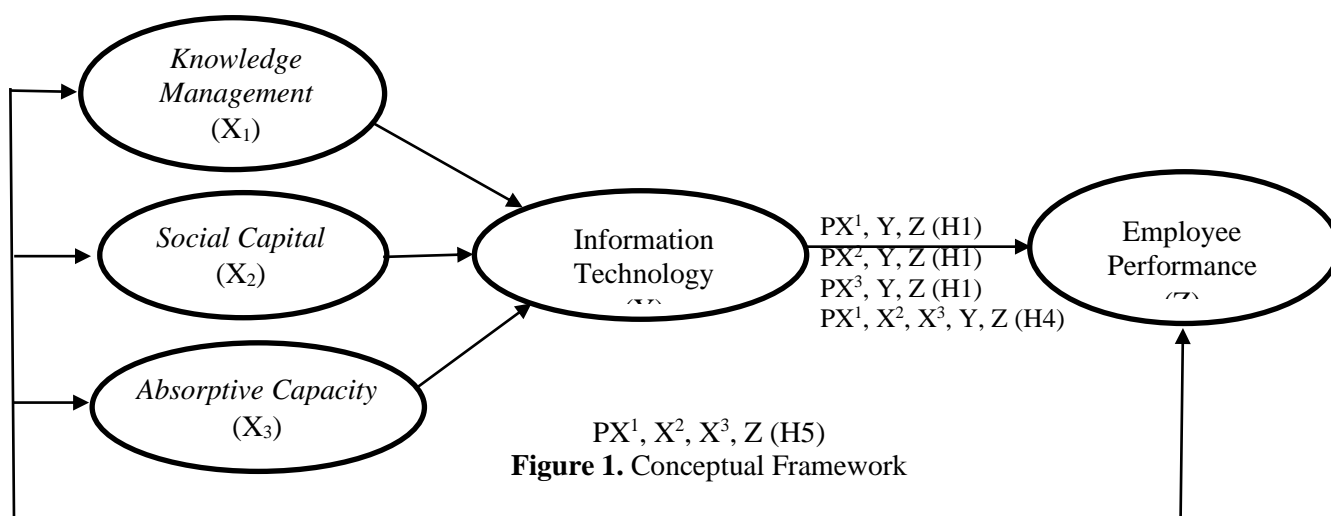 Knowledge
Management
(X₁)
Social Capital
(X₂)
Absorptive Capacity
(X₃)
Information
Technology
PX¹, Y, Z (H1)
PX², Y, Z (H1)
PX³, Y, Z (H1)
PX¹, X², X³, Y, Z (H4)
Employee
Performance
PX¹, X², X³, Z (H5)
Figure 1. Conceptual Framework